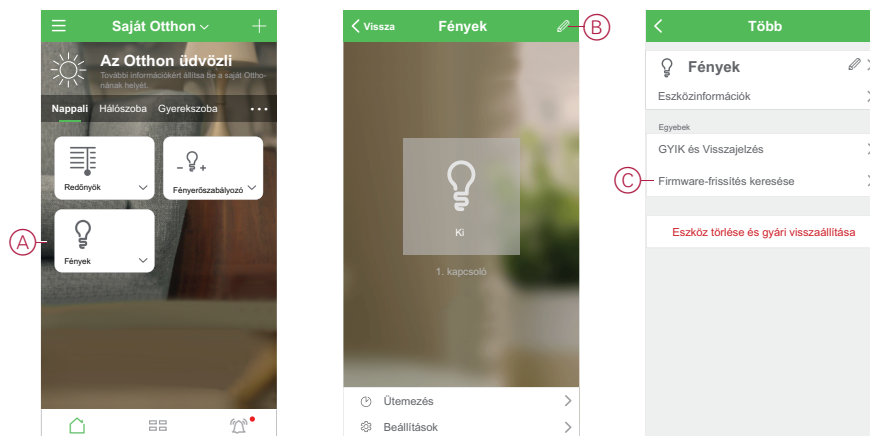 Saját Otthon
Az Otthon üdvözli
További információkért állítsa be a saját Ottho-
nának helyét.
Nappali Hálószoba Gyerekszoba
Redőnyök
Fényerőszabályozó
Fények
A
Vissza Fények
B
Ki
1. kapcsoló
Ütemezés
Beállítások
Több
Fények
Eszközinformációk
Egyebek
GYIK és Visszajelzés
C
Firmware-frissítés keresése
Eszköz törlése és gyári visszaállítása